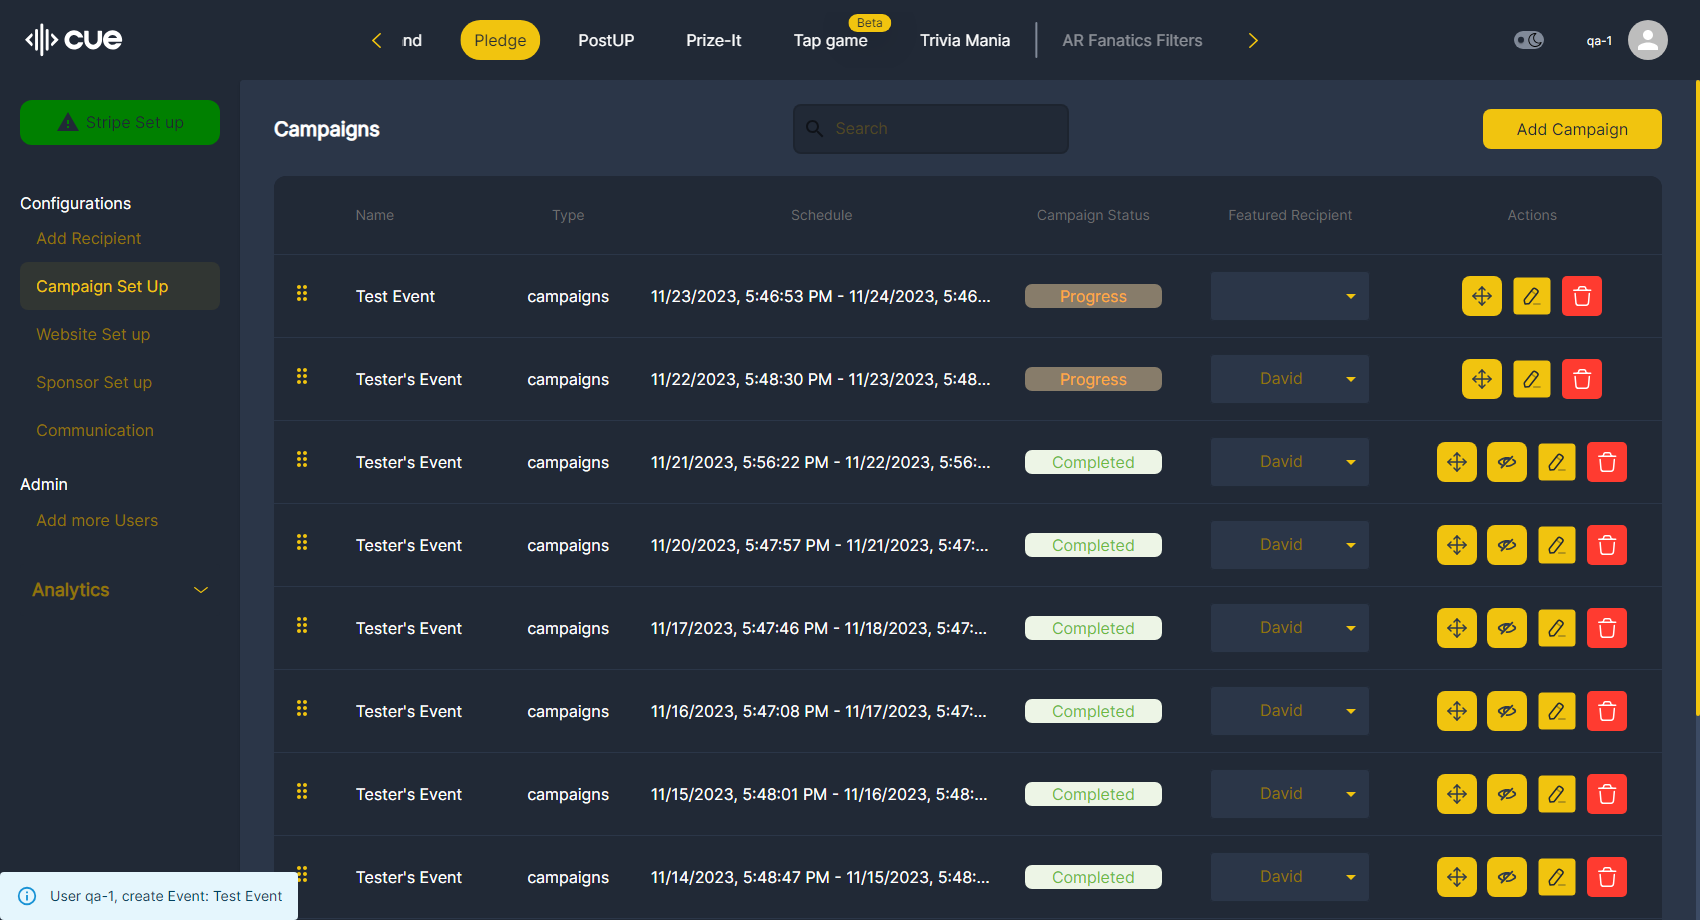 cue
nd
Pledge
PostUP
Prize-It
Beta
Tap game
Trivia Mania
AR Fanatics Filters
qa-1
Stripe Set up
Configurations
Add Recipient
Campaign Set Up
Website Set up
Sponsor Set up
Communication
Admin
Add more Users
Analytics
Campaigns
Search
Add Campaign
Name Type Schedule Campaign Status Featured Recipient Actions
Test Event campaigns 11/23/2023, 5:46:53 PM - 11/24/2023, 5:46... Progress
Tester's Event campaigns 11/22/2023, 5:48:30 PM - 11/23/2023, 5:48... Progress David
Tester's Event campaigns 11/21/2023, 5:56:22 PM - 11/22/2023, 5:56:... Completed David
Tester's Event campaigns 11/20/2023, 5:47:57 PM - 11/21/2023, 5:47:... Completed David
Tester's Event campaigns 11/17/2023, 5:47:46 PM - 11/18/2023, 5:47:... Completed David
Tester's Event campaigns 11/16/2023, 5:47:08 PM - 11/17/2023, 5:47:... Completed David
Tester's Event campaigns 11/15/2023, 5:48:01 PM - 11/16/2023, 5:48:... Completed David
Tester's Event campaigns 11/14/2023, 5:48:47 PM - 11/15/2023, 5:48:... Completed David
User qa-1, create Event: Test Event